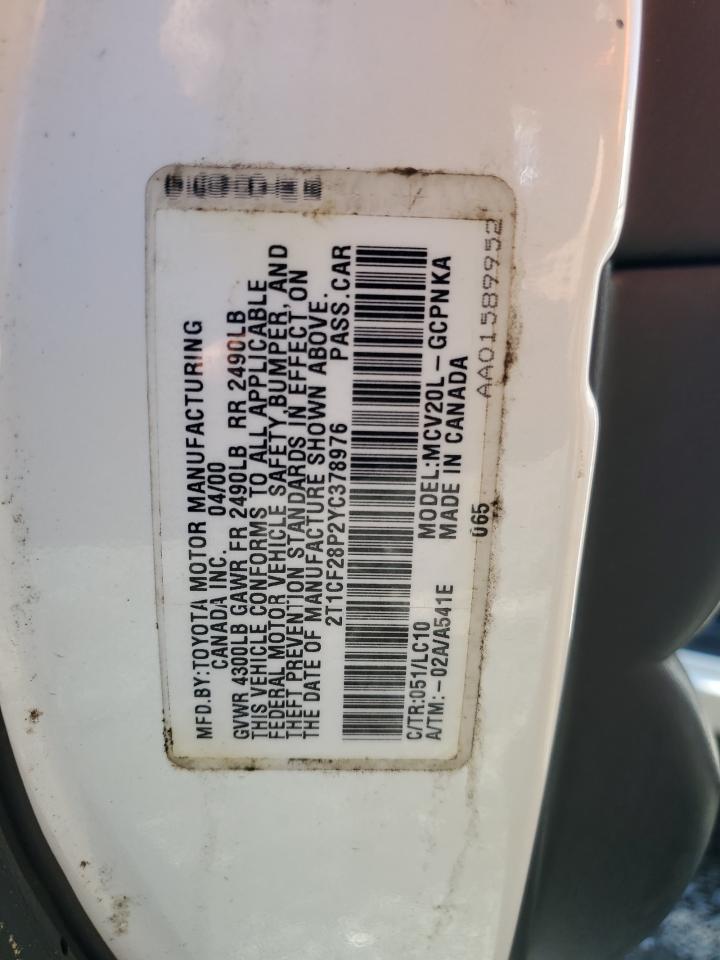 MFD.BY:TOYOTA MOTOR MANUFACTURING
CANADA INC. 04/00
GVWR 4300LB GAWR FR 2490LB RR 2490LB
THIS VEHICLE CONFORMS TO ALL APPLICABLE
FEDERAL MOTOR VEHICLE SAFETY,BUMPER, AND
THEFT PREVENTION STANDARDS IN EFFECT ON
THE DATE OF MANUFACTURE SHOWN ABOVE.
2T1CF28P2YC378976 PASS.CAR
C/TR:051/LC10 MODEL:MCV20L-GCPNKA
A/TM:-02A/A541E MADE IN CANADA
065
AA01589952